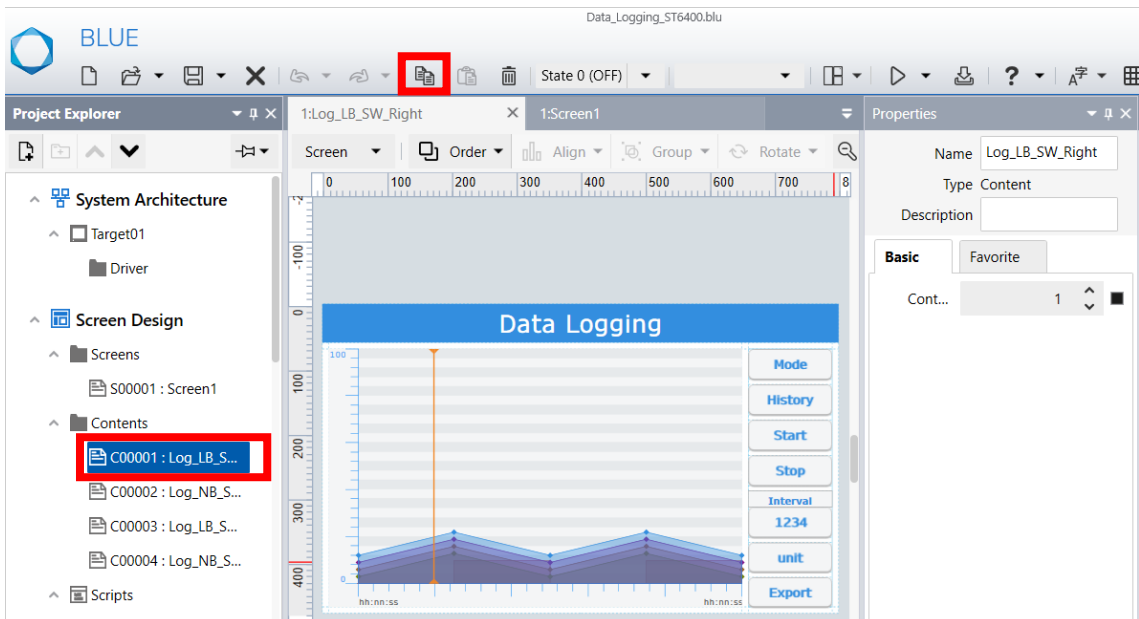 Data_Logging_ST6400.blu
BLUE
State 0 (OFF)
?
A字
Project Explorer
1:Log_LB_SW_Right
1:Screen1
Properties
Screen
Order
Align
Group
Rotate
Name
Log_LB_SW_Right
Type
Content
Description
Basic
Favorite
Cont...
1
System Architecture
Target01
Driver
Screen Design
Screens
S00001 : Screen1
Contents
C00001 : Log_LB_S...
C00002 : Log_NB_S...
C00003 : Log_LB_S...
C00004 : Log_NB_S...
Scripts
0 100 200 300 400 500 600 700 8
-100
0
100
200
300
400
Data Logging
100
0
hh:nn:ss
hh:nn:ss
Mode
History
Start
Stop
Interval
1234
unit
Export